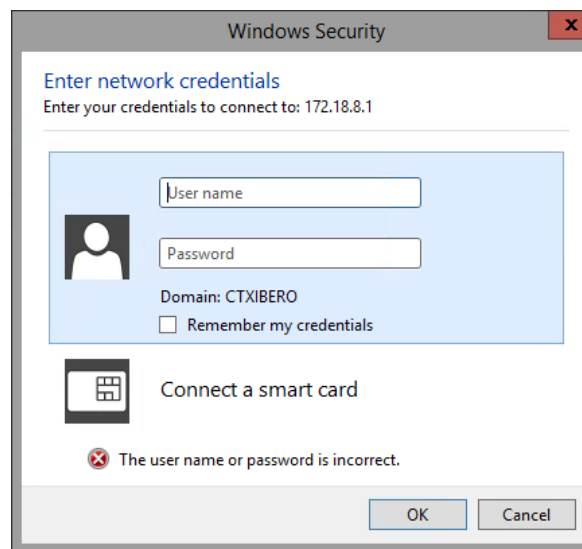 Windows Security
x
Enter network credentials
Enter your credentials to connect to: 172.18.8.1
User name
Password
Domain: CTXIBERO
Remember my credentials
Connect a smart card
The user name or password is incorrect.
OK Cancel